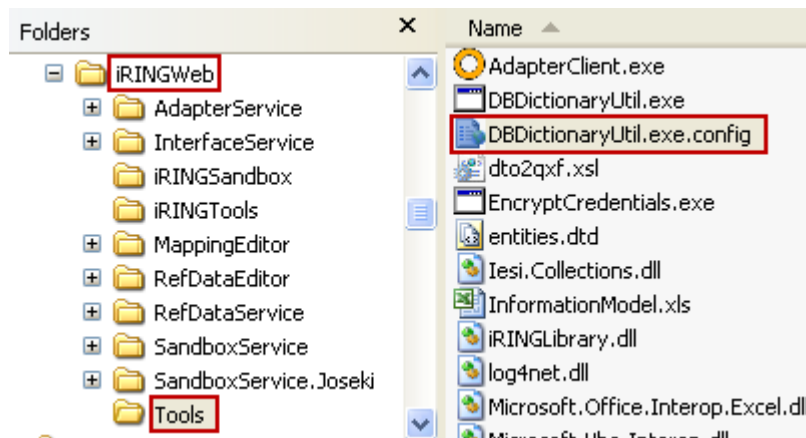 Folders
iRINGWeb
AdapterService
InterfaceService
iRINGSandbox
iRINGTools
MappingEditor
RefDataEditor
RefDataService
SandboxService
SandboxService.Joseki
Tools
Name
AdapterClient.exe
DBDictionaryUtil.exe
DBDictionaryUtil.exe.config
dto2qxf.xsl
EncryptCredentials.exe
entities.dtd
Iesi.Collections.dll
InformationModel.xls
iRINGLibrary.dll
log4net.dll
Microsoft.Office.Interop.Excel.dll